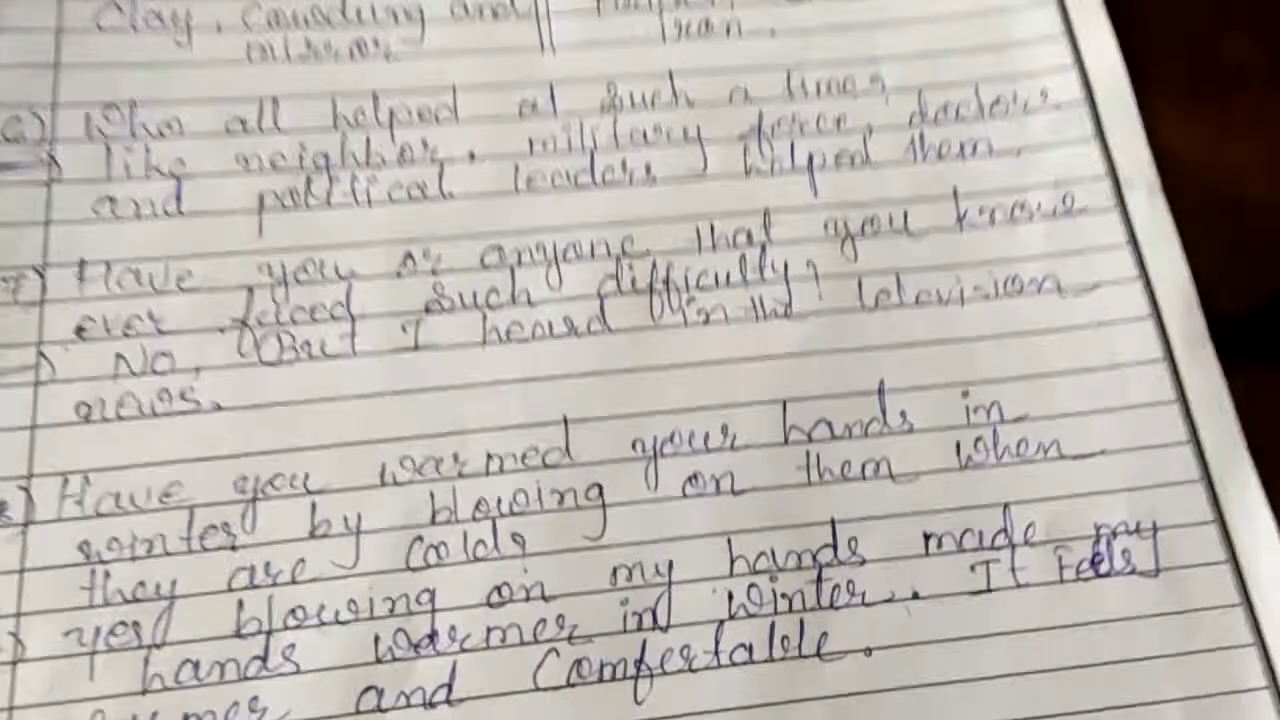 Clay, Cowdung and
c) Who all helped at such a time?
like neighbor, military force, doctors
and political leaders helped them.
Have you or anyone that you know
ever faced such difficulty?
No, But I heard in the television
news.
Have you warmed your hands in
winter by blowing on them when
they are cold?
yes blowing on my hands made my
hands warmer in winter. It Feels
and Comfertable.